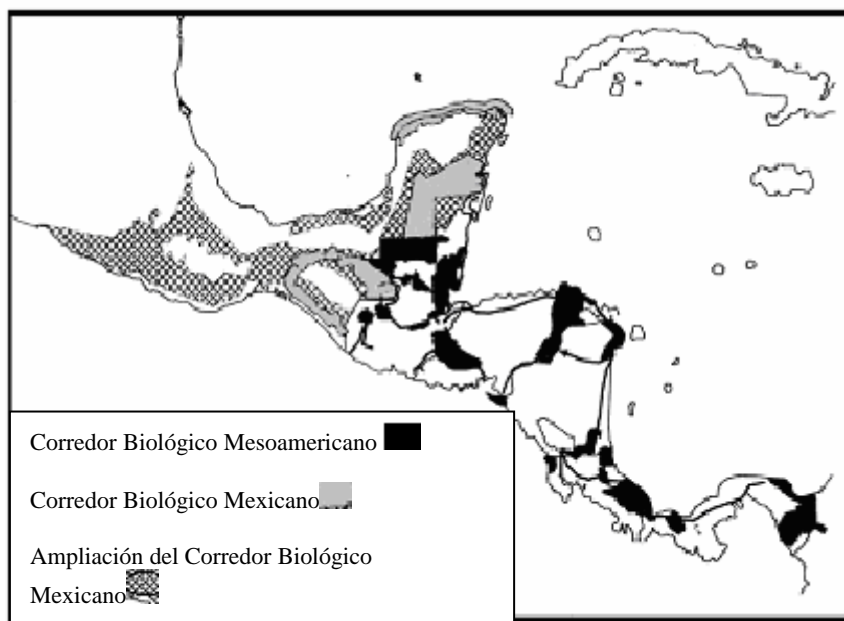 Corredor Biológico Mesoamericano
Corredor Biológico Mexicano
Ampliación del Corredor Biológico
Mexicano